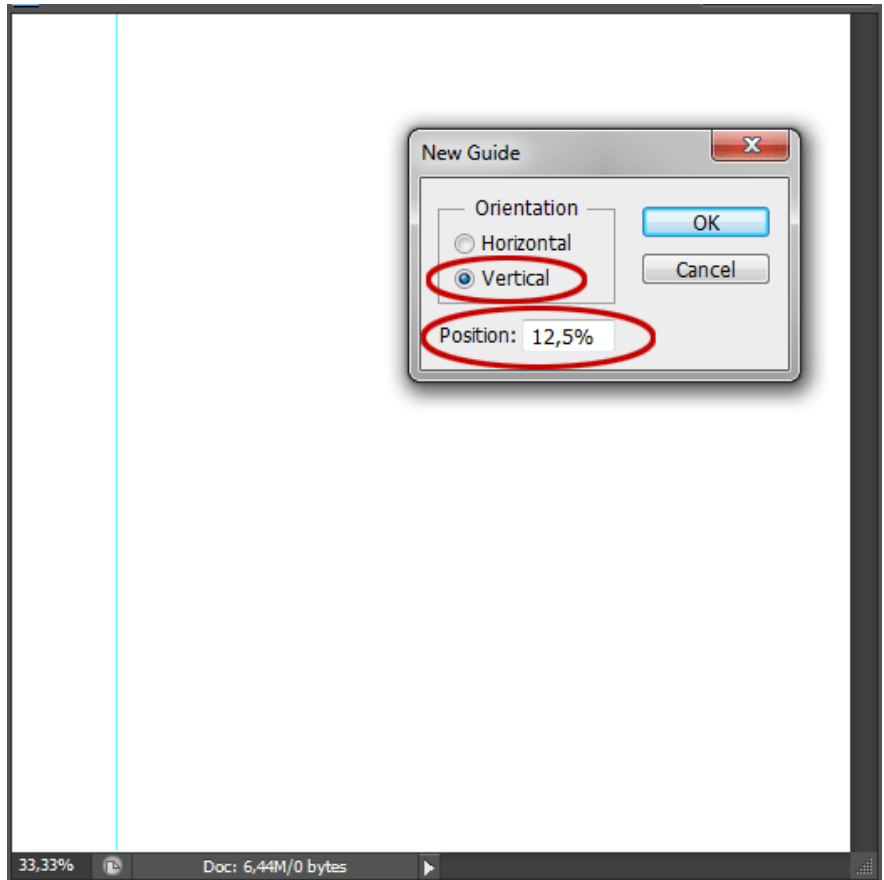 New Guide
Orientation
Horizontal
Vertical
OK
Cancel
Position: 12,5%
33,33%
Doc: 6,44M/0 bytes